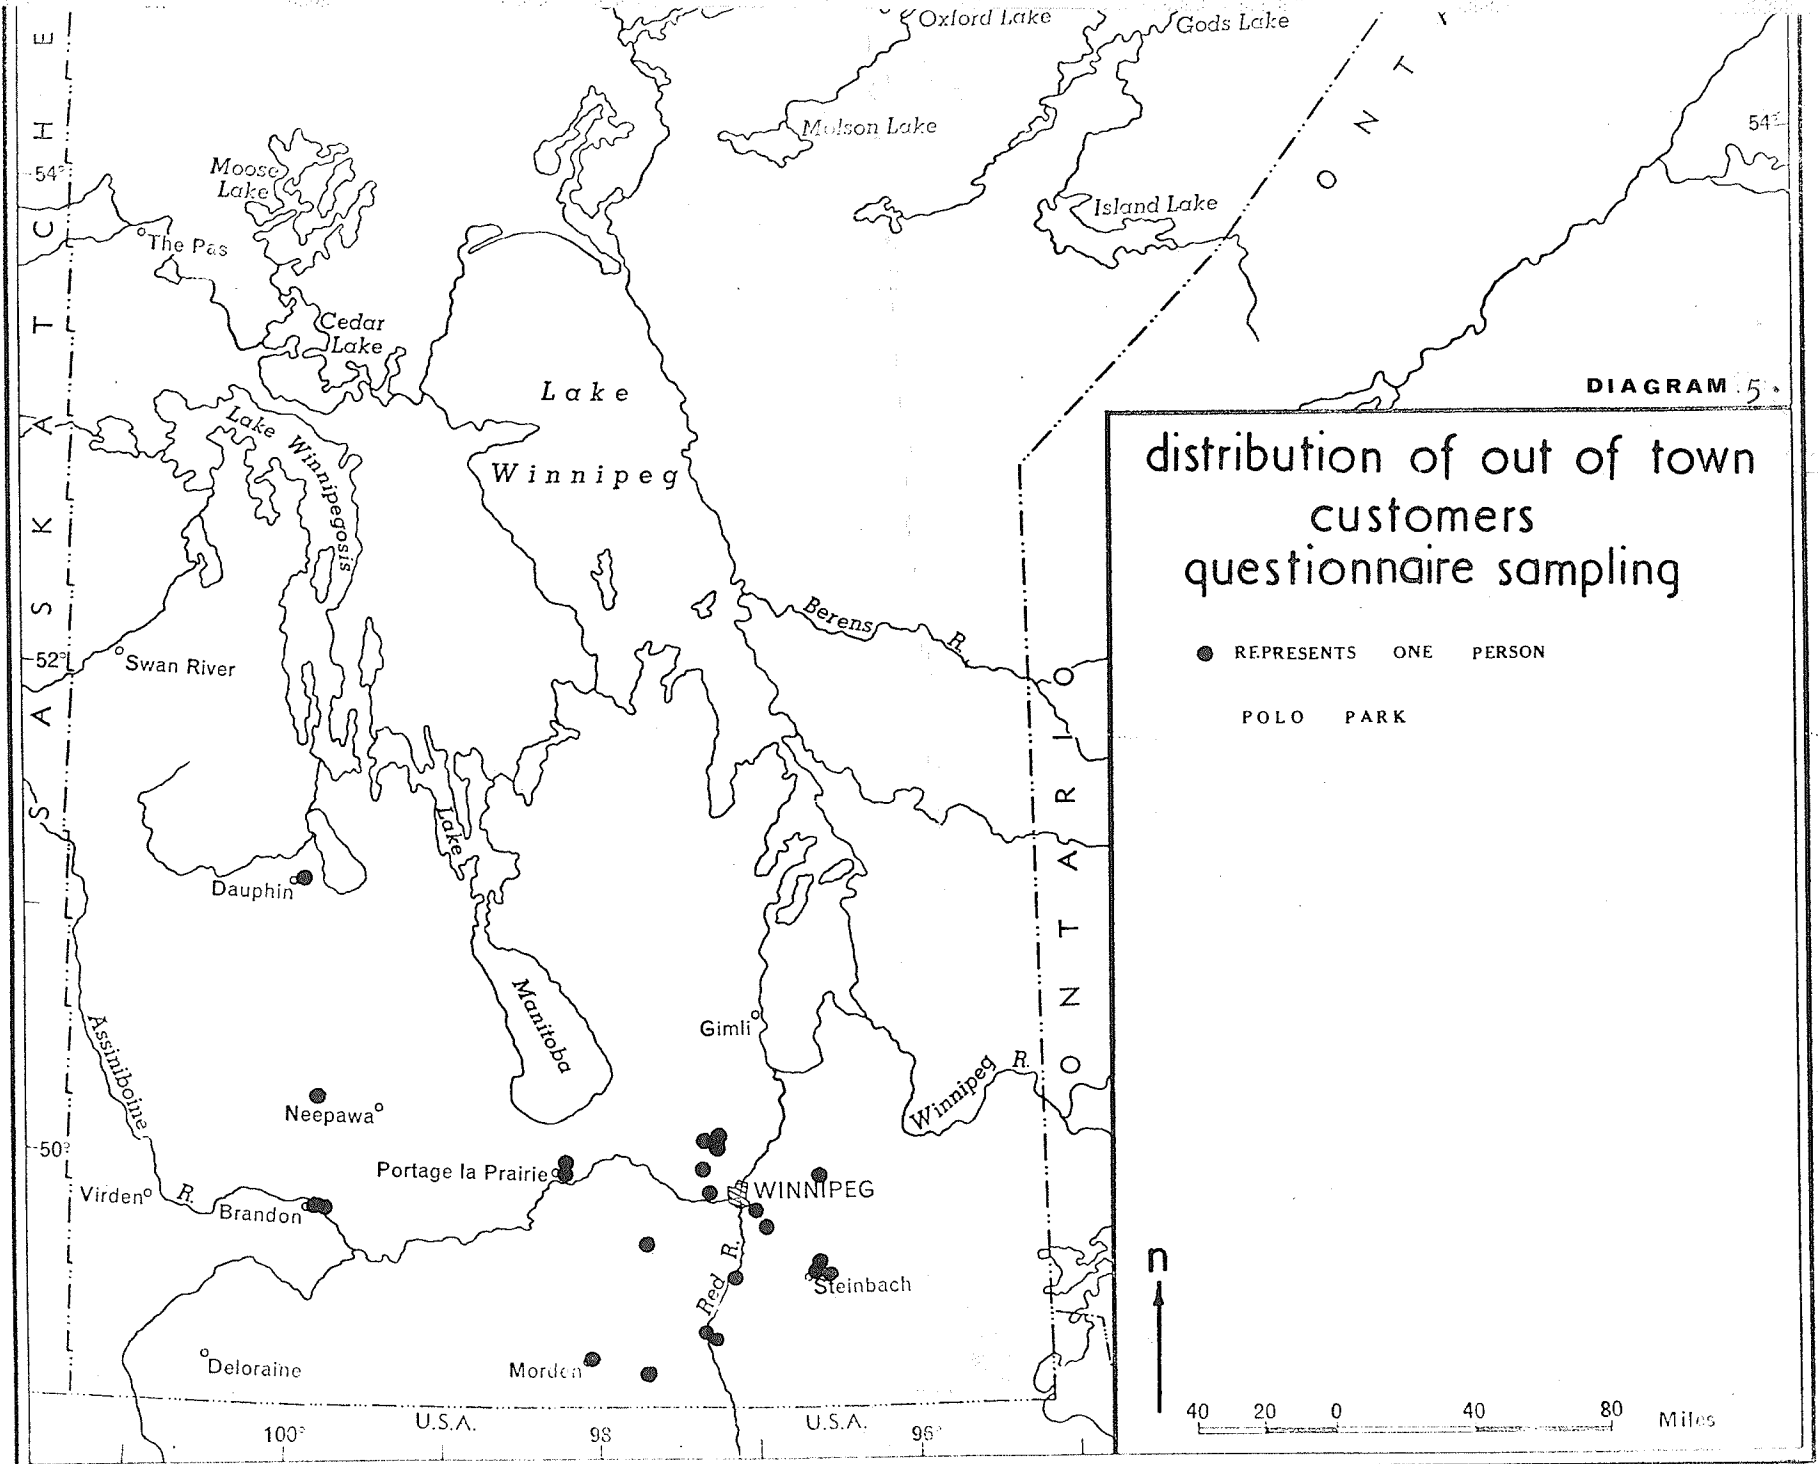 Oxford Lake
Gods Lake
ONT
Molson Lake
54°
54°
Moose
Lake
Island Lake
The Pas
Cedar
Lake
Lake
Winnipeg
Lake Winnipegosis
SASKATCHE
DIAGRAM 5.
distribution of out of town
customers
questionnaire sampling
REPRESENTS ONE PERSON
POLO PARK
Berens R.
52°
Swan River
ONTARIO
Lake
Manitoba
Dauphin
Gimli
Assiniboine R.
Winnipeg R.
Neepawa
50°
Portage la Prairie
WINNIPEG
Virden
Brandon
Red R.
Steinbach
n
Deloraine
Morden
U.S.A.
U.S.A.
100°
98
96°
40 20 0 40 80 Miles